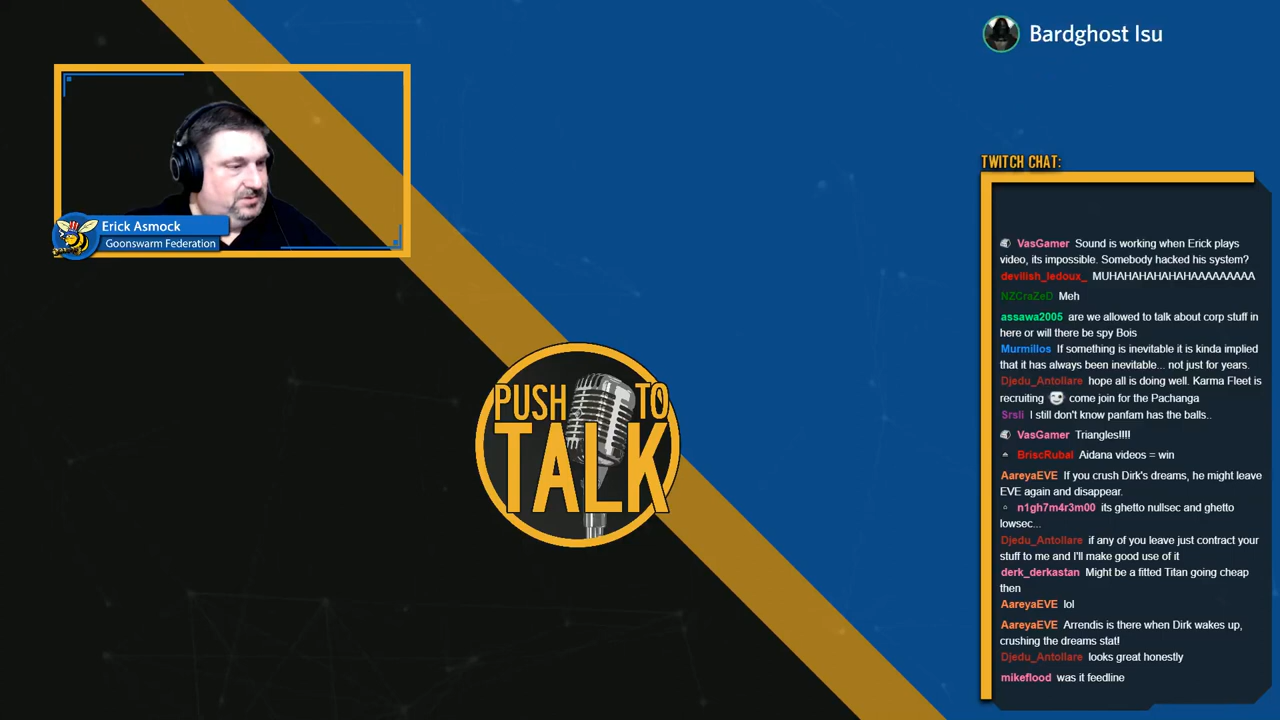 Bardghost Isu
Erick Asmock
Goonswarm Federation
PUSH TO
TALK
TWITCH CHAT:
VasGamer Sound is working when Erick plays
video, its impossible. Somebody hacked his system?
devilish_ledoux_ MUHAHAHAHAHAAAAAAAAA
NZCraZeD Meh
assawa2005 are we allowed to talk about corp stuff in
here or will there be spy Bois
Murmillos If something is inevitable it is kinda implied
that it has always been inevitable... not just for years.
Djedu_Antollare hope all is doing well. Karma Fleet is
recruiting come join for the Pachanga
Srsli I still don't know panfam has the balls..
VasGamer Triangles!!!!
BriscRubal Aidana videos = win
AareyaEVE If you crush Dirk's dreams, he might leave
EVE again and disappear.
n1gh7m4r3m00 its ghetto nullsec and ghetto
lowsec...
Djedu_Antollare if any of you leave just contract your
stuff to me and I'll make good use of it
derk_derkastan Might be a fitted Titan going cheap
then
AareyaEVE lol
AareyaEVE Arrendis is there when Dirk wakes up,
crushing the dreams stat!
Djedu_Antollare looks great honestly
mikeflood was it feedline